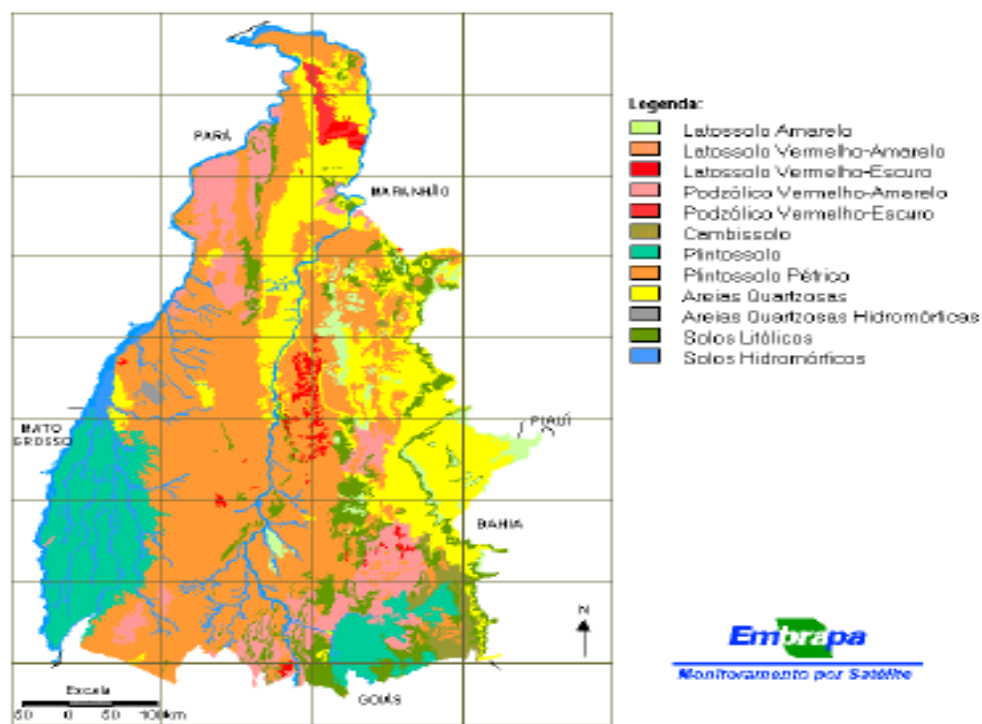 PARÁ
MARANHÃO
MATO
GROSSO
PIAUÍ
BAHIA
GOIÁS
N
Escala
50 0 50 100km
Legenda:
Latossolo Amarelo
Latossolo Vermelho-Amarelo
Latossolo Vermelho-Escuro
Podzólico Vermelho-Amarelo
Podzólico Vermelho-Escuro
Cambissolo
Plintossolo
Plintossolo Pétrico
Areias Quartzosas
Areias Quartzosas Hidromórficas
Solos Litólicos
Solos Hidromórficos
Embrapa
Monitoramento por Satélite